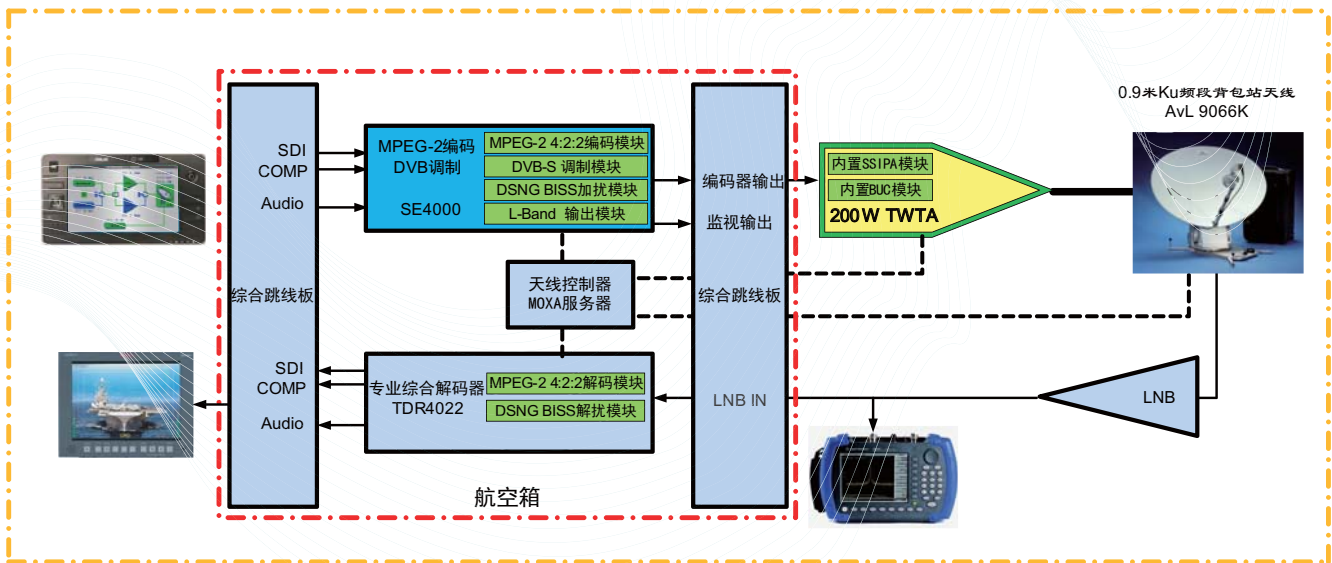 0.9米Ku频段背包站天线
AvL 9066K
SDI
COMP
Audio
综合跳线板
SDI
COMP
Audio
MPEG-2编码
DVB调制
SE4000
MPEG-2 4:2:2编码模块
DVB-S 调制模块
DSNG BISS加扰模块
L-Band 输出模块
天线控制器
MOXA服务器
专业综合解码器
TDR4022
MPEG-2 4:2:2解码模块
DSNG BISS解扰模块
编码器输出
监视输出
综合跳线板
LNB IN
内置SSIPA模块
内置BUC模块
200W TWTA
LNB
航空箱